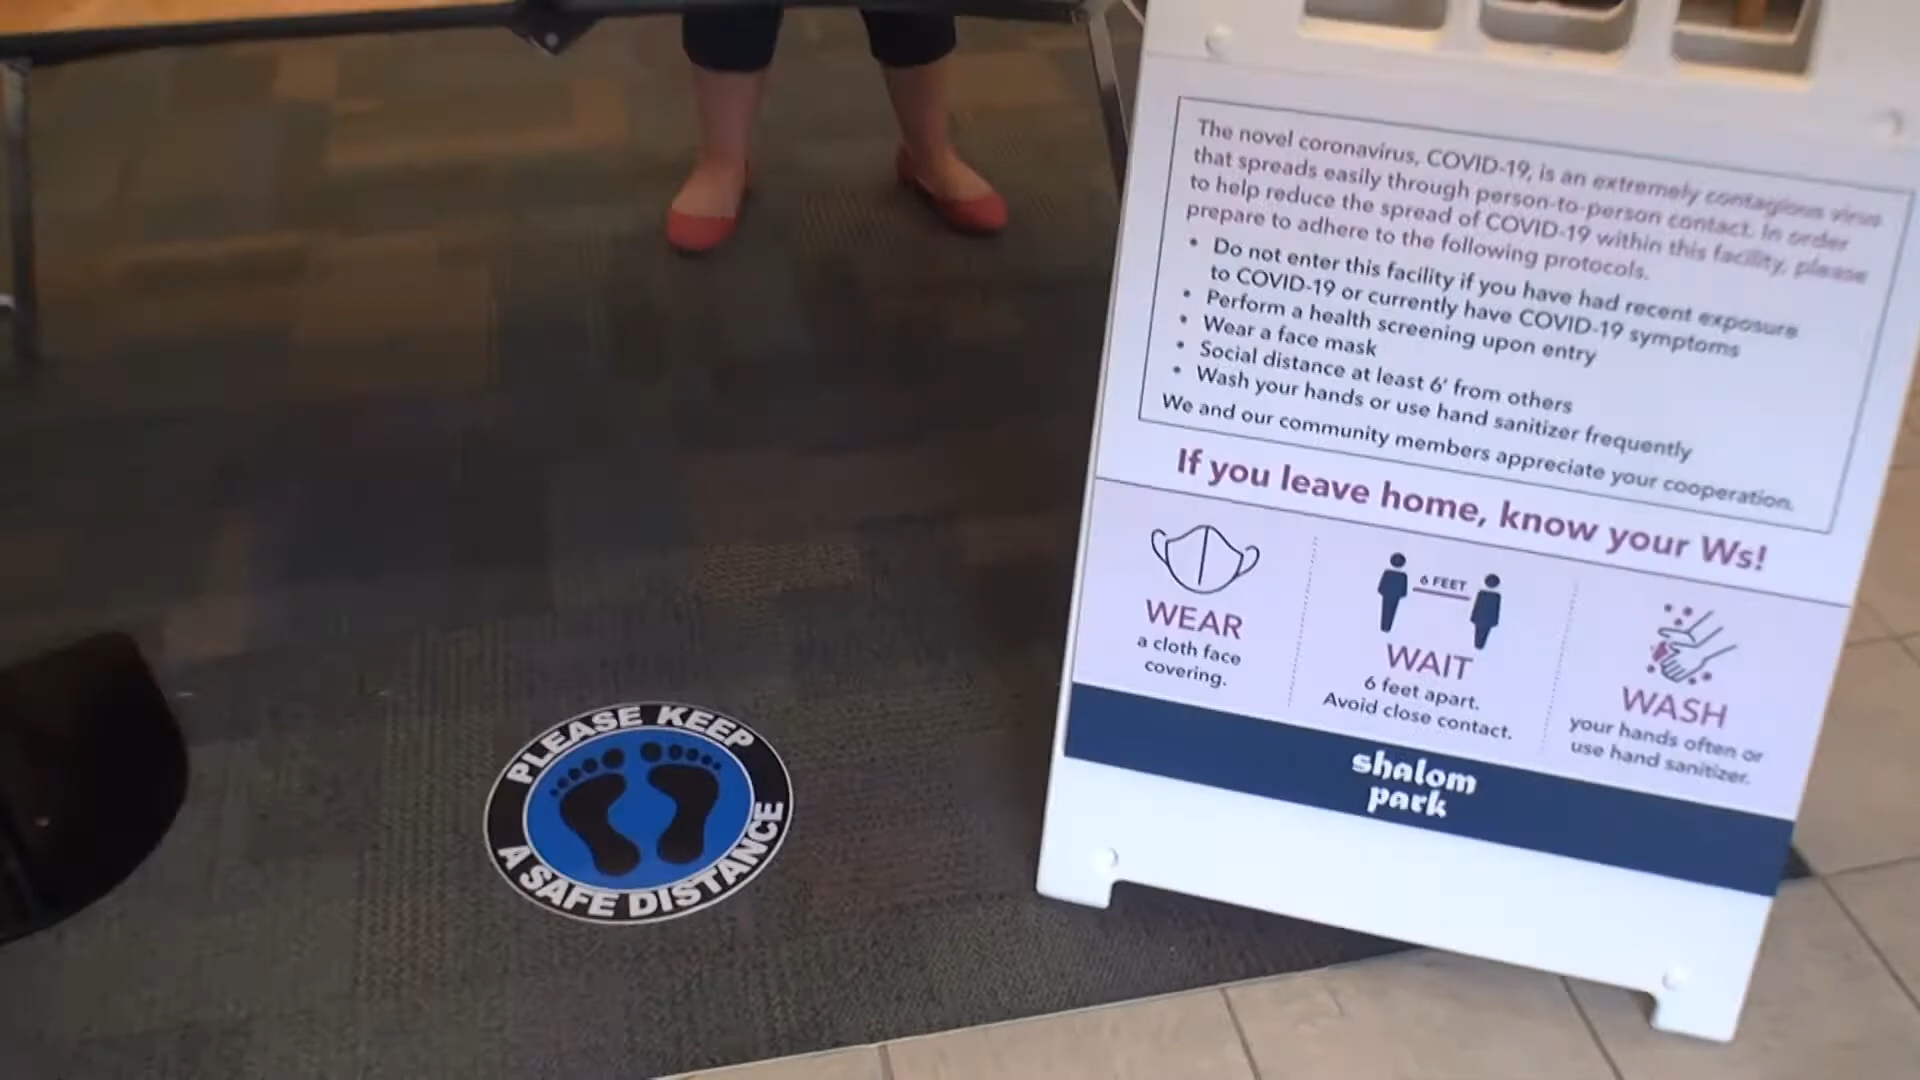 The novel coronavirus, COVID-19, is an extremely contagious virus
that spreads easily through person-to-person contact. In order
to help reduce the spread of COVID-19 within this facility, please
prepare to adhere to the following protocols.
• Do not enter this facility if you have had recent exposure
to COVID-19 or currently have COVID-19 symptoms
• Perform a health screening upon entry
• Wear a face mask
• Social distance at least 6' from others
• Wash your hands or use hand sanitizer frequently
We and our community members appreciate your cooperation.
If you leave home, know your Ws!
WEAR
a cloth face
covering.
6 FEET
WAIT
6 feet apart.
Avoid close contact.
WASH
your hands often or
use hand sanitizer.
shalom
park
PLEASE KEEP
A SAFE DISTANCE